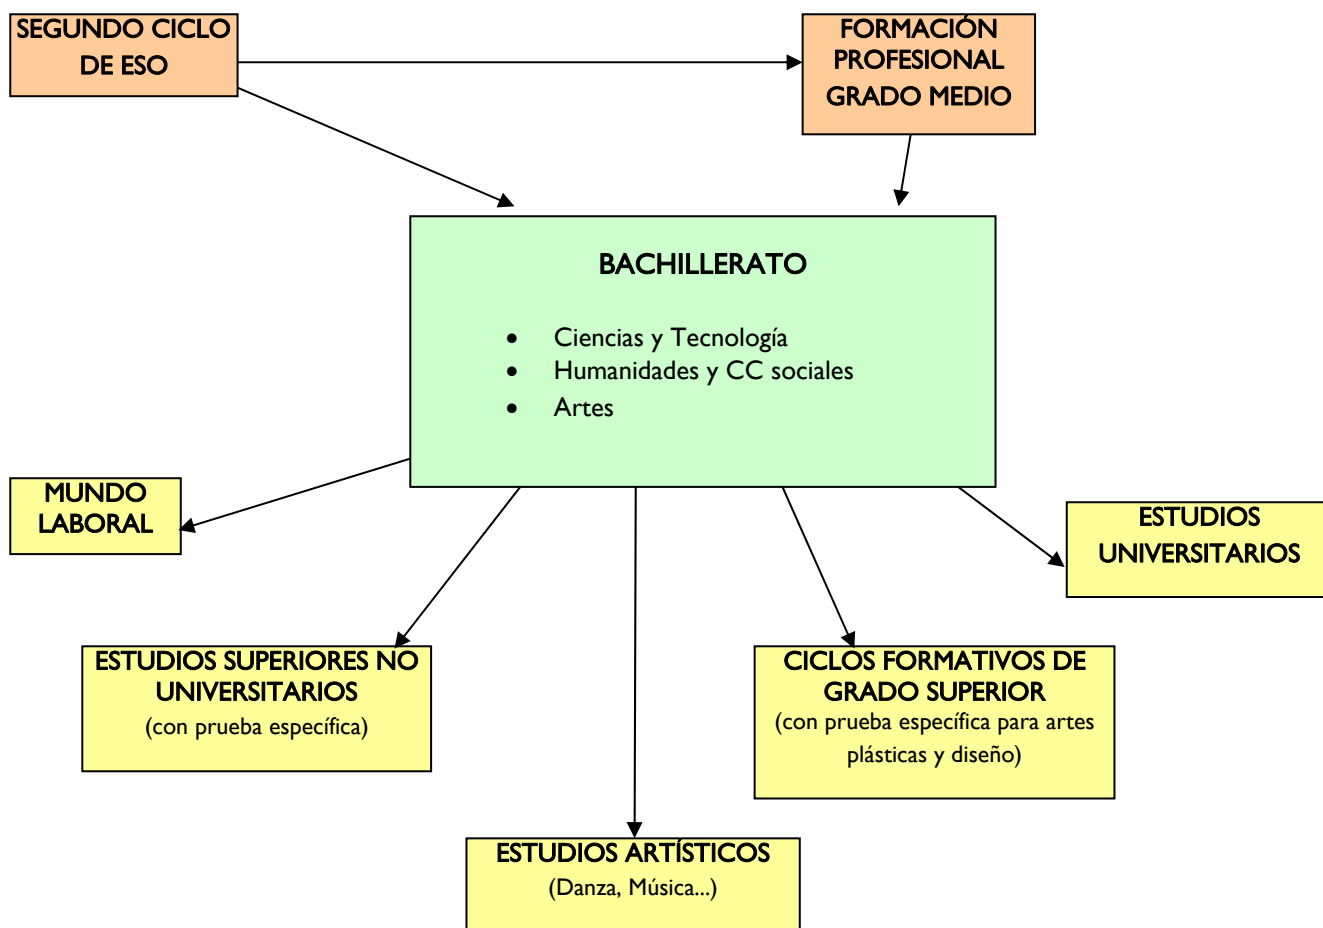 SEGUNDO CICLO
DE ESO
FORMACIÓN
PROFESIONAL
GRADO MEDIO
BACHILLERATO
• Ciencias y Tecnología
• Humanidades y CC sociales
• Artes
MUNDO
LABORAL
ESTUDIOS
UNIVERSITARIOS
ESTUDIOS SUPERIORES NO
UNIVERSITARIOS
(con prueba específica)
CICLOS FORMATIVOS DE
GRADO SUPERIOR
(con prueba específica para artes
plásticas y diseño)
ESTUDIOS ARTÍSTICOS
(Danza, Música...)